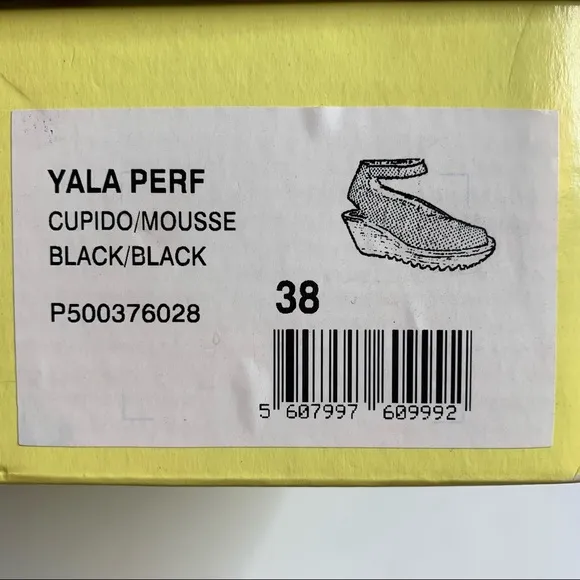 YALA PERF
CUPIDO/MOUSSE
BLACK/BLACK
P500376028
38
5 607997 609992